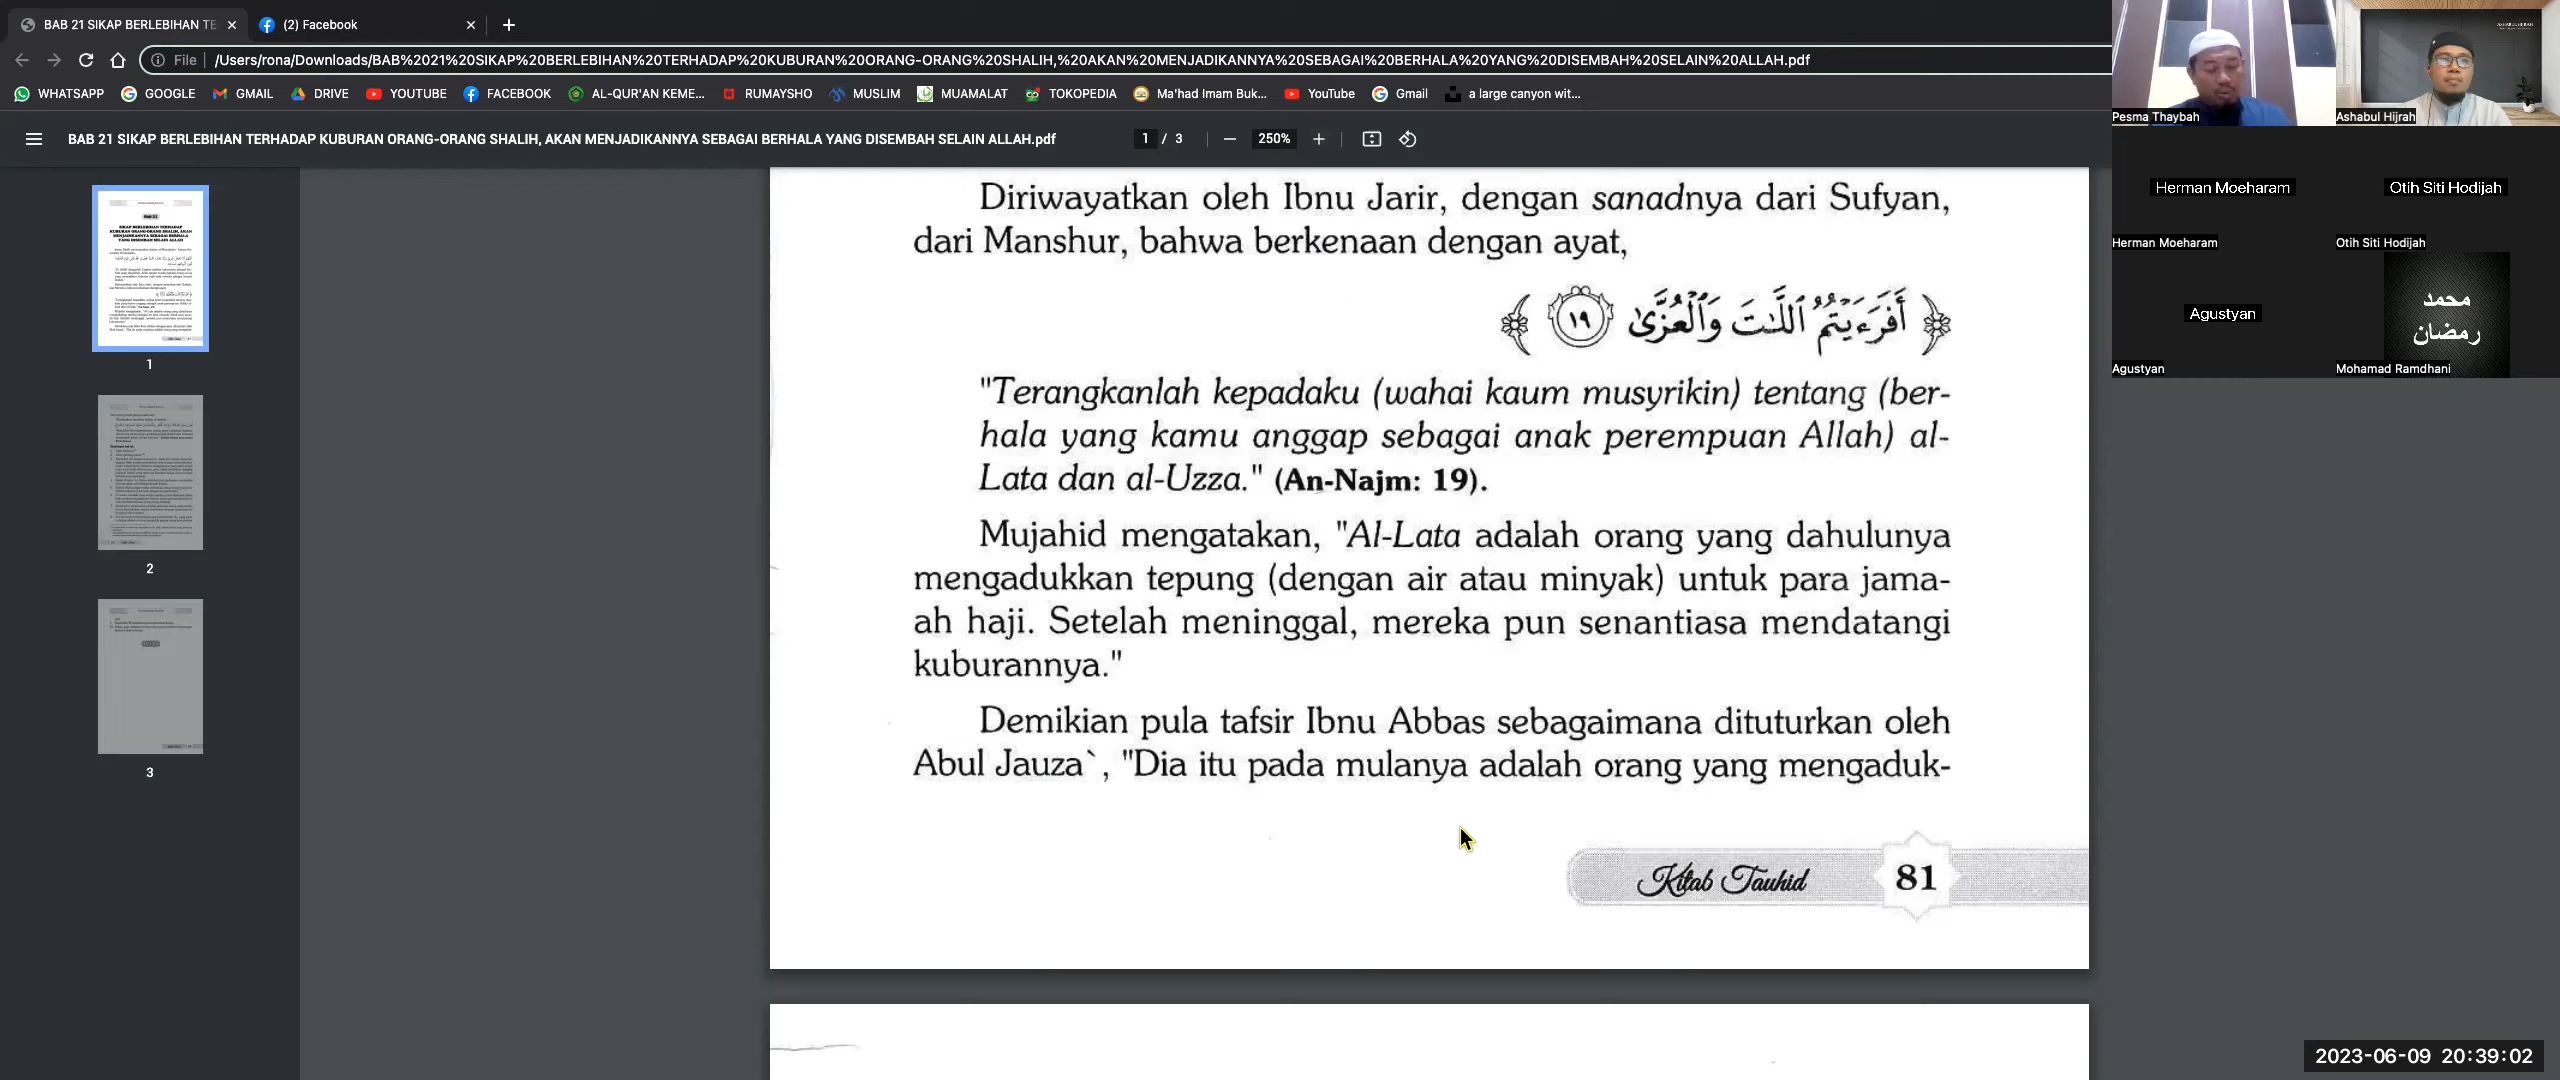 BAB 21 SIKAP BERLEBIHAN TE
(2) Facebook
File
/Users/rona/Downloads/BAB%2021%20SIKAP%20BERLEBIHAN%20TERHADAP%20KUBURAN%20ORANG-ORANG%20SHALIH,%20AKAN%20MENJADIKANNYA%20SEBAGAI%20BERHALA%20YANG%20DISEMBAH%20SELAIN%20ALLAH.pdf
WHATSAPP GOOGLE GMAIL DRIVE YOUTUBE FACEBOOK AL-QUR'AN KEME... RUMAYSHO MUSLIM MUAMALAT TOKOPEDIA Ma'had Imam Buk... YouTube Gmail a large canyon wit...
BAB 21 SIKAP BERLEBIHAN TERHADAP KUBURAN ORANG-ORANG SHALIH, AKAN MENJADIKANNYA SEBAGAI BERHALA YANG DISEMBAH SELAIN ALLAH.pdf
1 / 3
250%
1
2
3
Diriwayatkan oleh Ibnu Jarir, dengan sanadnya dari Sufyan,
dari Manshur, bahwa berkenaan dengan ayat,
﴿ أَفَرَءَيْتُمُ ٱللَّـٰتَ وَٱلْعُزَّىٰ ١٩ ﴾
"Terangkanlah kepadaku (wahai kaum musyrikin) tentang (ber-
hala yang kamu anggap sebagai anak perempuan Allah) al-
Lata dan al-Uzza." (An-Najm: 19).
Mujahid mengatakan, "Al-Lata adalah orang yang dahulunya
mengadukkan tepung (dengan air atau minyak) untuk para jama-
ah haji. Setelah meninggal, mereka pun senantiasa mendatangi
kuburannya."
Demikian pula tafsir Ibnu Abbas sebagaimana dituturkan oleh
Abul Jauza`, "Dia itu pada mulanya adalah orang yang mengaduk-
Kitab Tauhid 81
Pesma Thaybah
Ashabul Hijrah
Herman Moeharam
Herman Moeharam
Otih Siti Hodijah
Otih Siti Hodijah
Agustyan
Agustyan
محمد
رمضان
Mohamad Ramdhani
2023-06-09 20:39:02